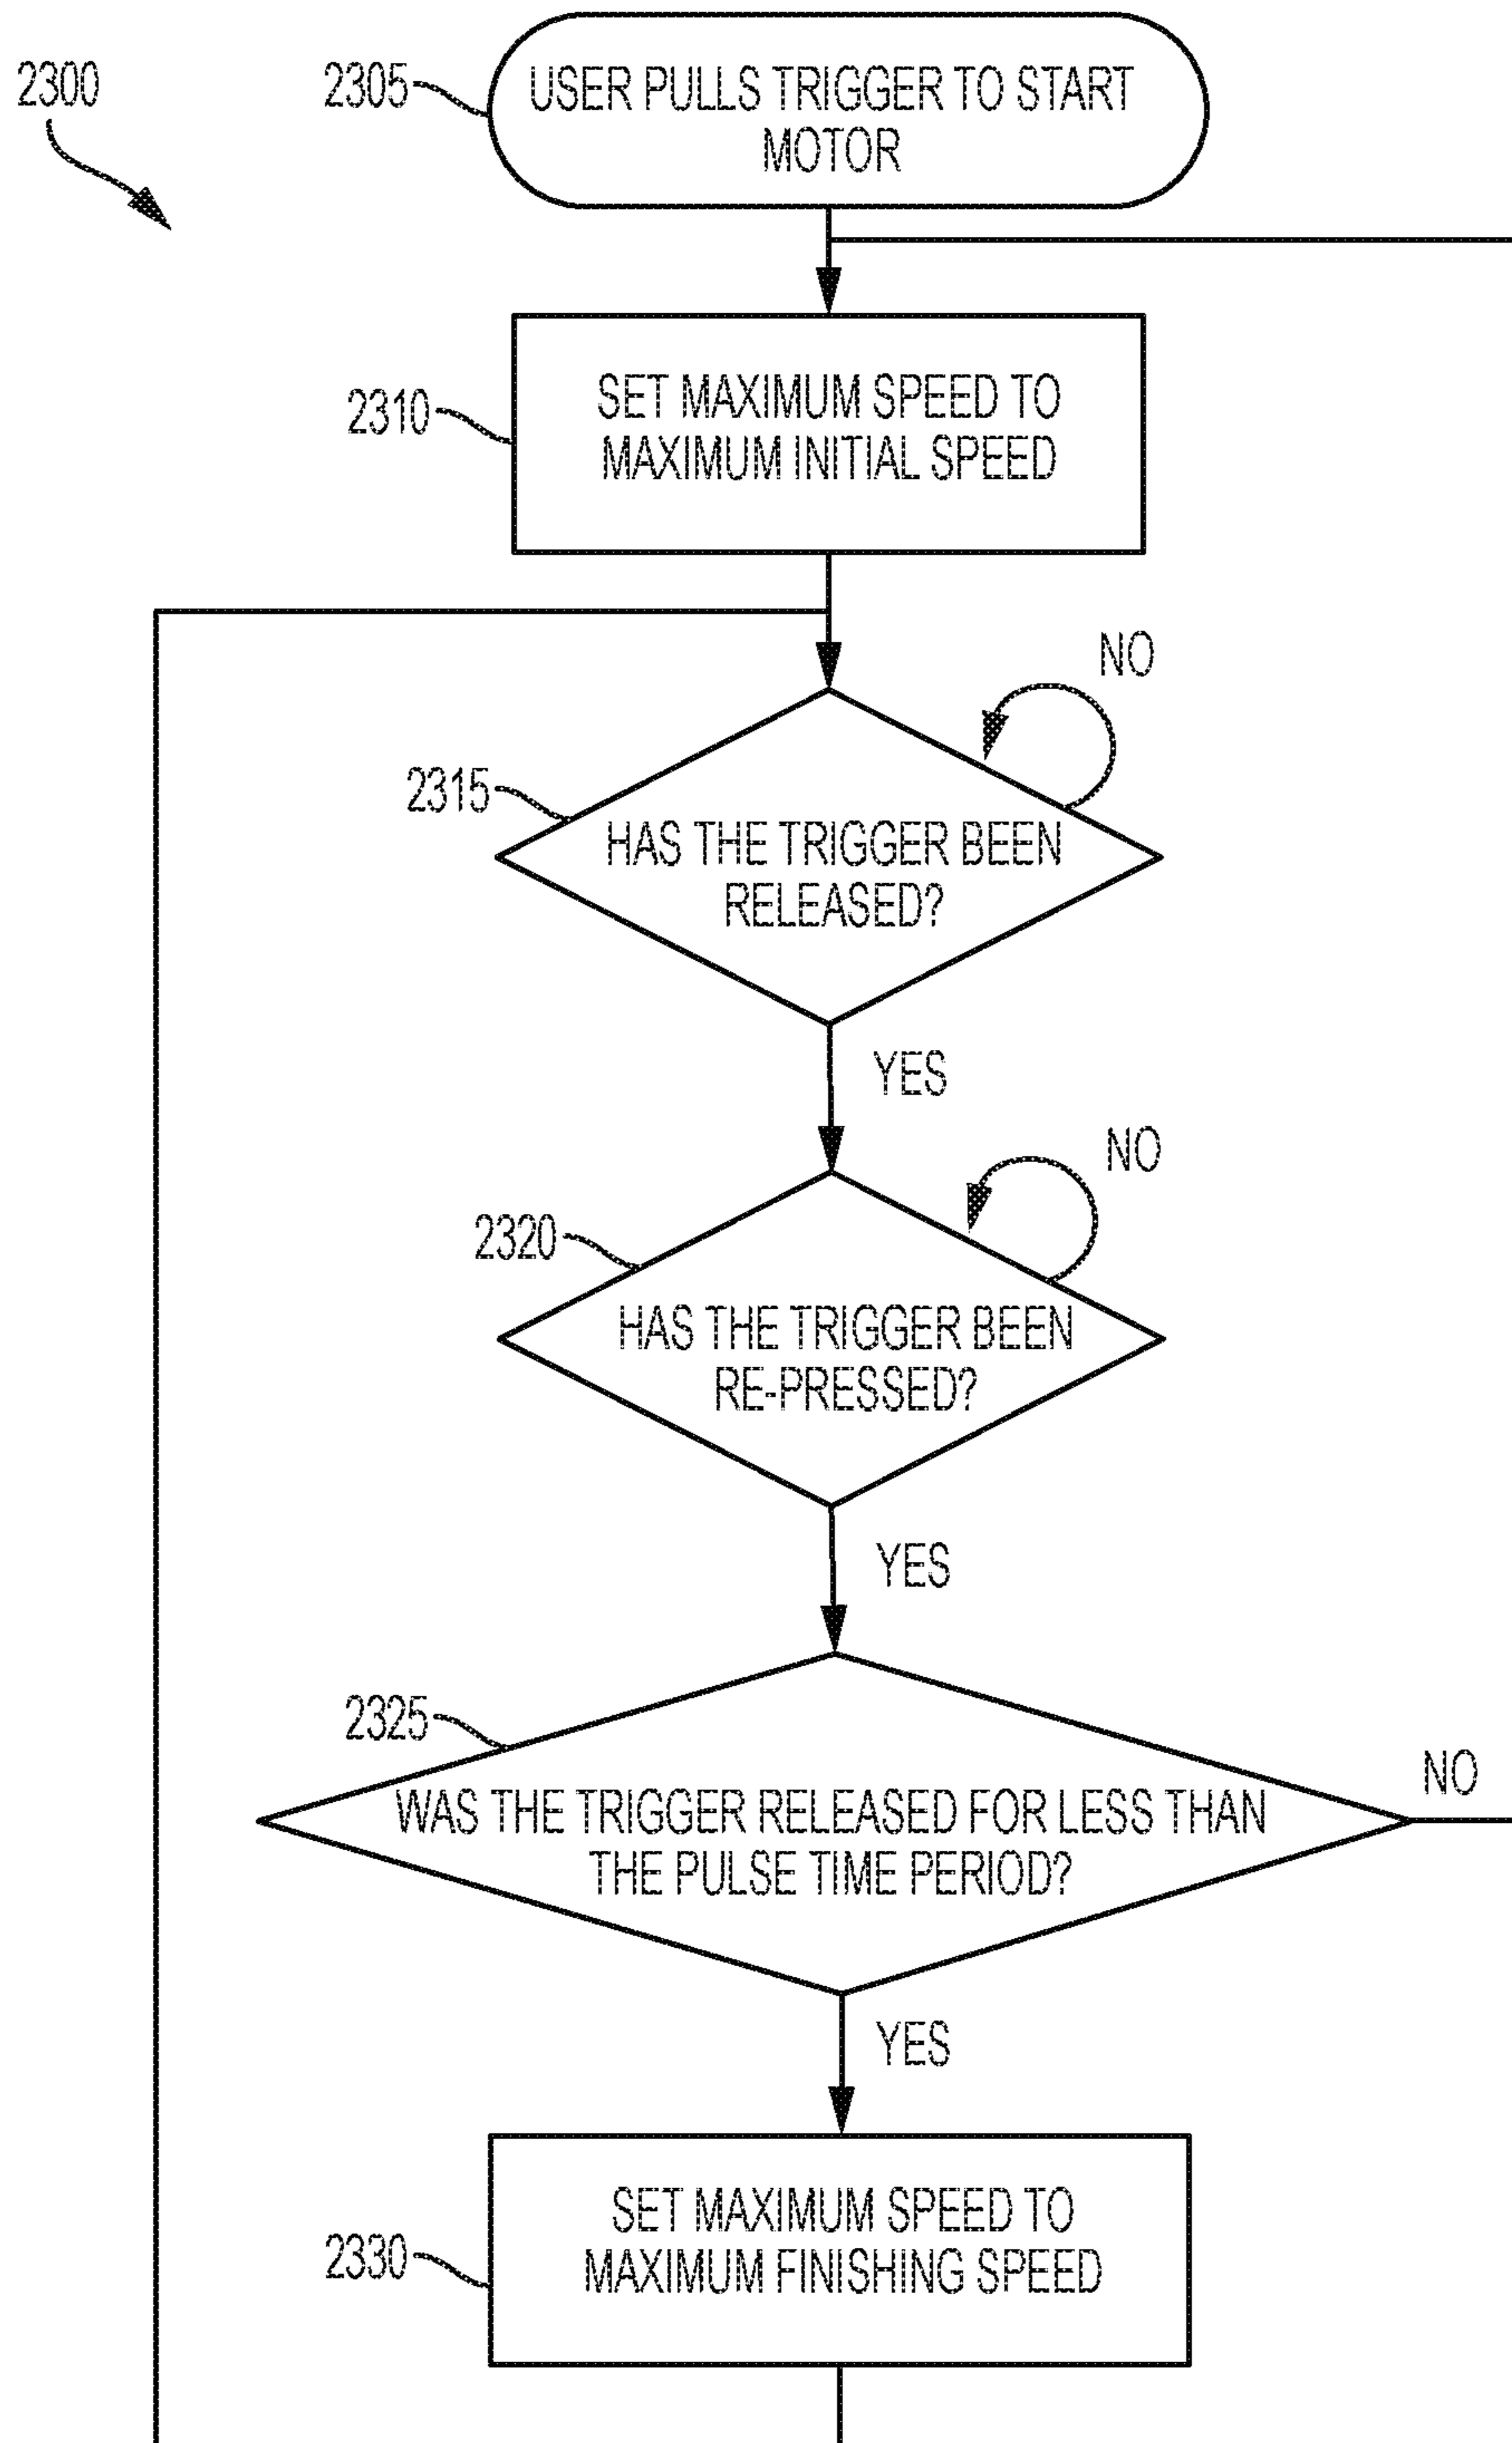 2300
2305
USER PULLS TRIGGER TO START
MOTOR
2310
SET MAXIMUM SPEED TO
MAXIMUM INITIAL SPEED
NO
2315
HAS THE TRIGGER BEEN
RELEASED?
YES
NO
2320
HAS THE TRIGGER BEEN
RE-PRESSED?
YES
2325
NO
WAS THE TRIGGER RELEASED FOR LESS THAN
THE PULSE TIME PERIOD?
YES
2330
SET MAXIMUM SPEED TO
MAXIMUM FINISHING SPEED